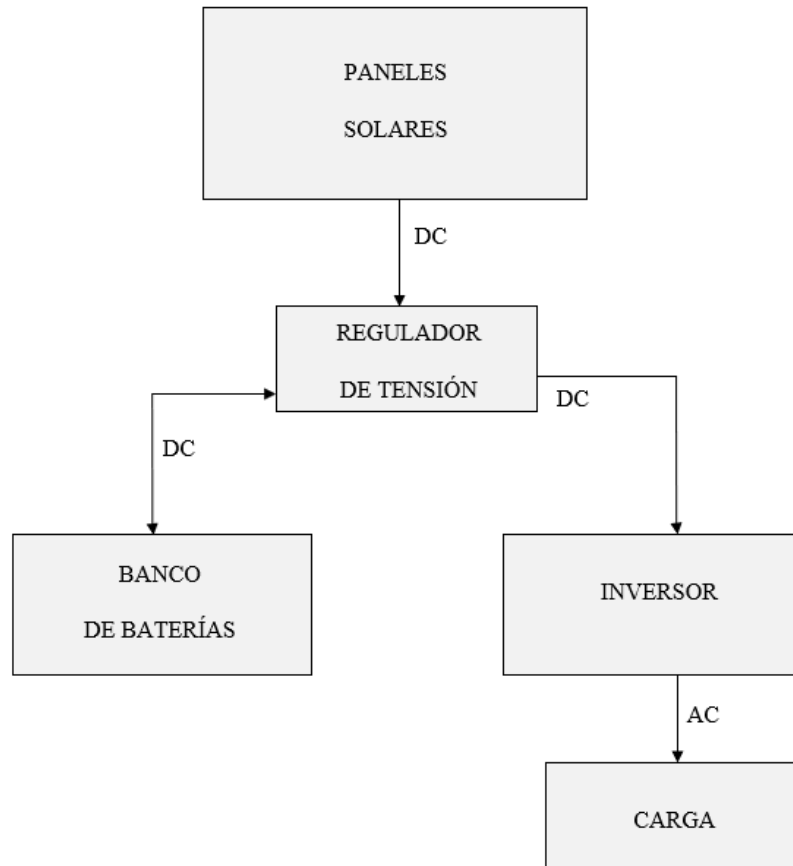 PANELES
SOLARES
DC
REGULADOR
DE TENSIÓN
DC
DC
BANCO
DE BATERÍAS
INVERSOR
AC
CARGA